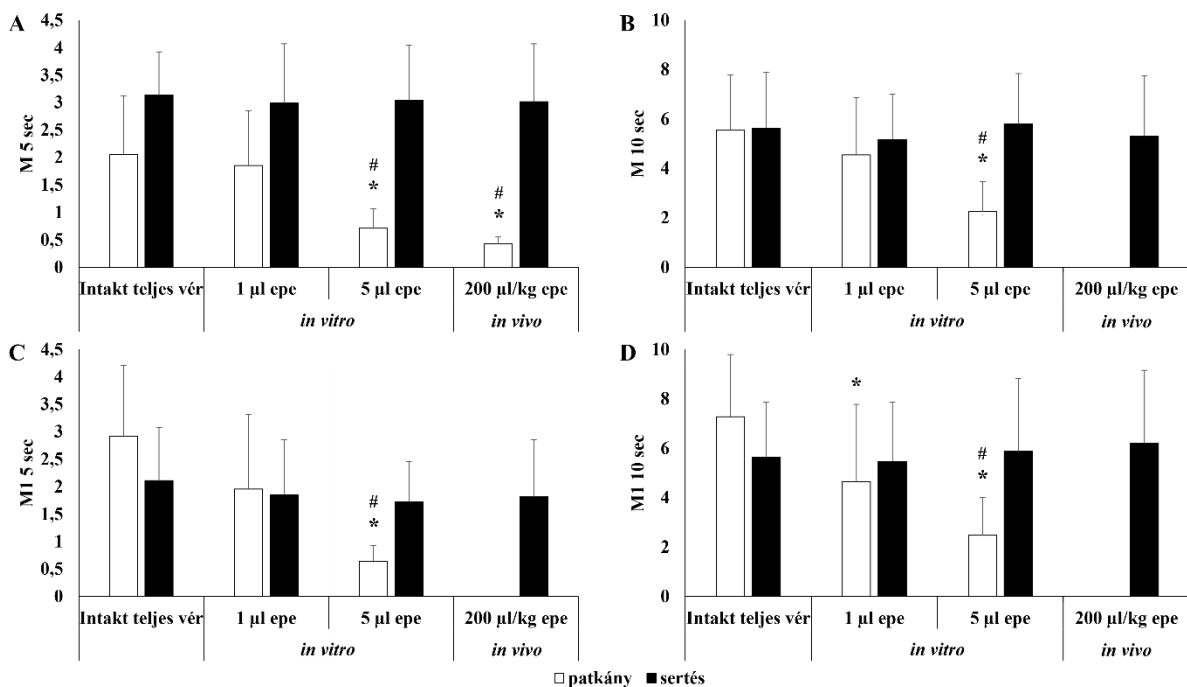 A
M 5 sec
4,5
4
3,5
3
2,5
2
1,5
1
0,5
0
#
*
#
*
Intakt teljes vér
1 µl epe
5 µl epe
200 µl/kg epe
in vitro
in vivo
B
M 10 sec
10
8
6
4
2
0
#
*
Intakt teljes vér
1 µl epe
5 µl epe
200 µl/kg epe
in vitro
in vivo
C
M1 5 sec
4,5
4
3,5
3
2,5
2
1,5
1
0,5
0
#
*
Intakt teljes vér
1 µl epe
5 µl epe
200 µl/kg epe
in vitro
in vivo
D
M1 10 sec
10
8
6
4
2
0
*
#
*
Intakt teljes vér
1 µl epe
5 µl epe
200 µl/kg epe
in vitro
in vivo
patkány
sertés